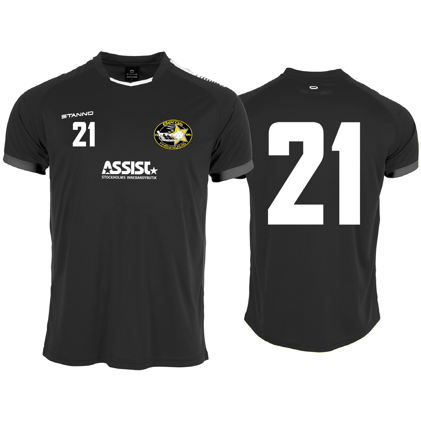 STANNO
21
ASSIST
STOCKHOLMS INNEBANDYBUTIK
21